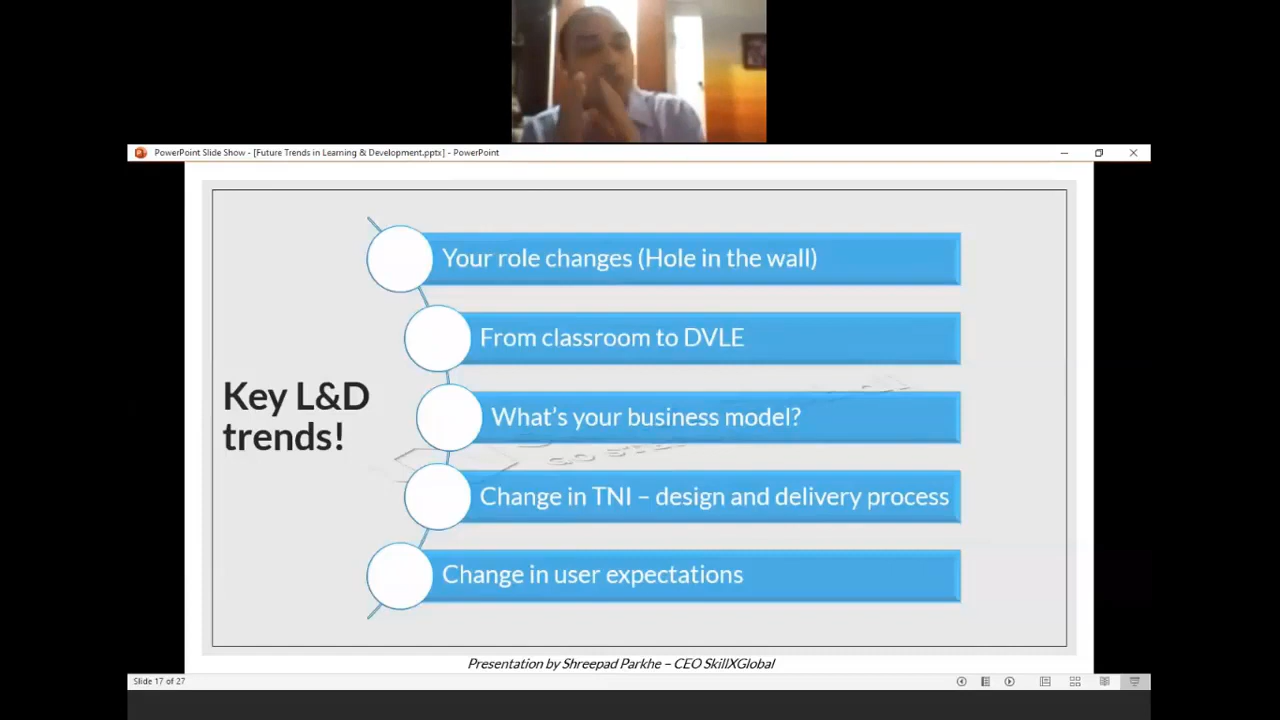 PowerPoint Slide Show - [Future Trends in Learning & Development.pptx] - PowerPoint
Key L&D
trends!
Your role changes (Hole in the wall)
From classroom to DVLE
What's your business model?
Change in TNI – design and delivery process
Change in user expectations
Presentation by Shreepad Parkhe – CEO SkillXGlobal
Slide 17 of 27